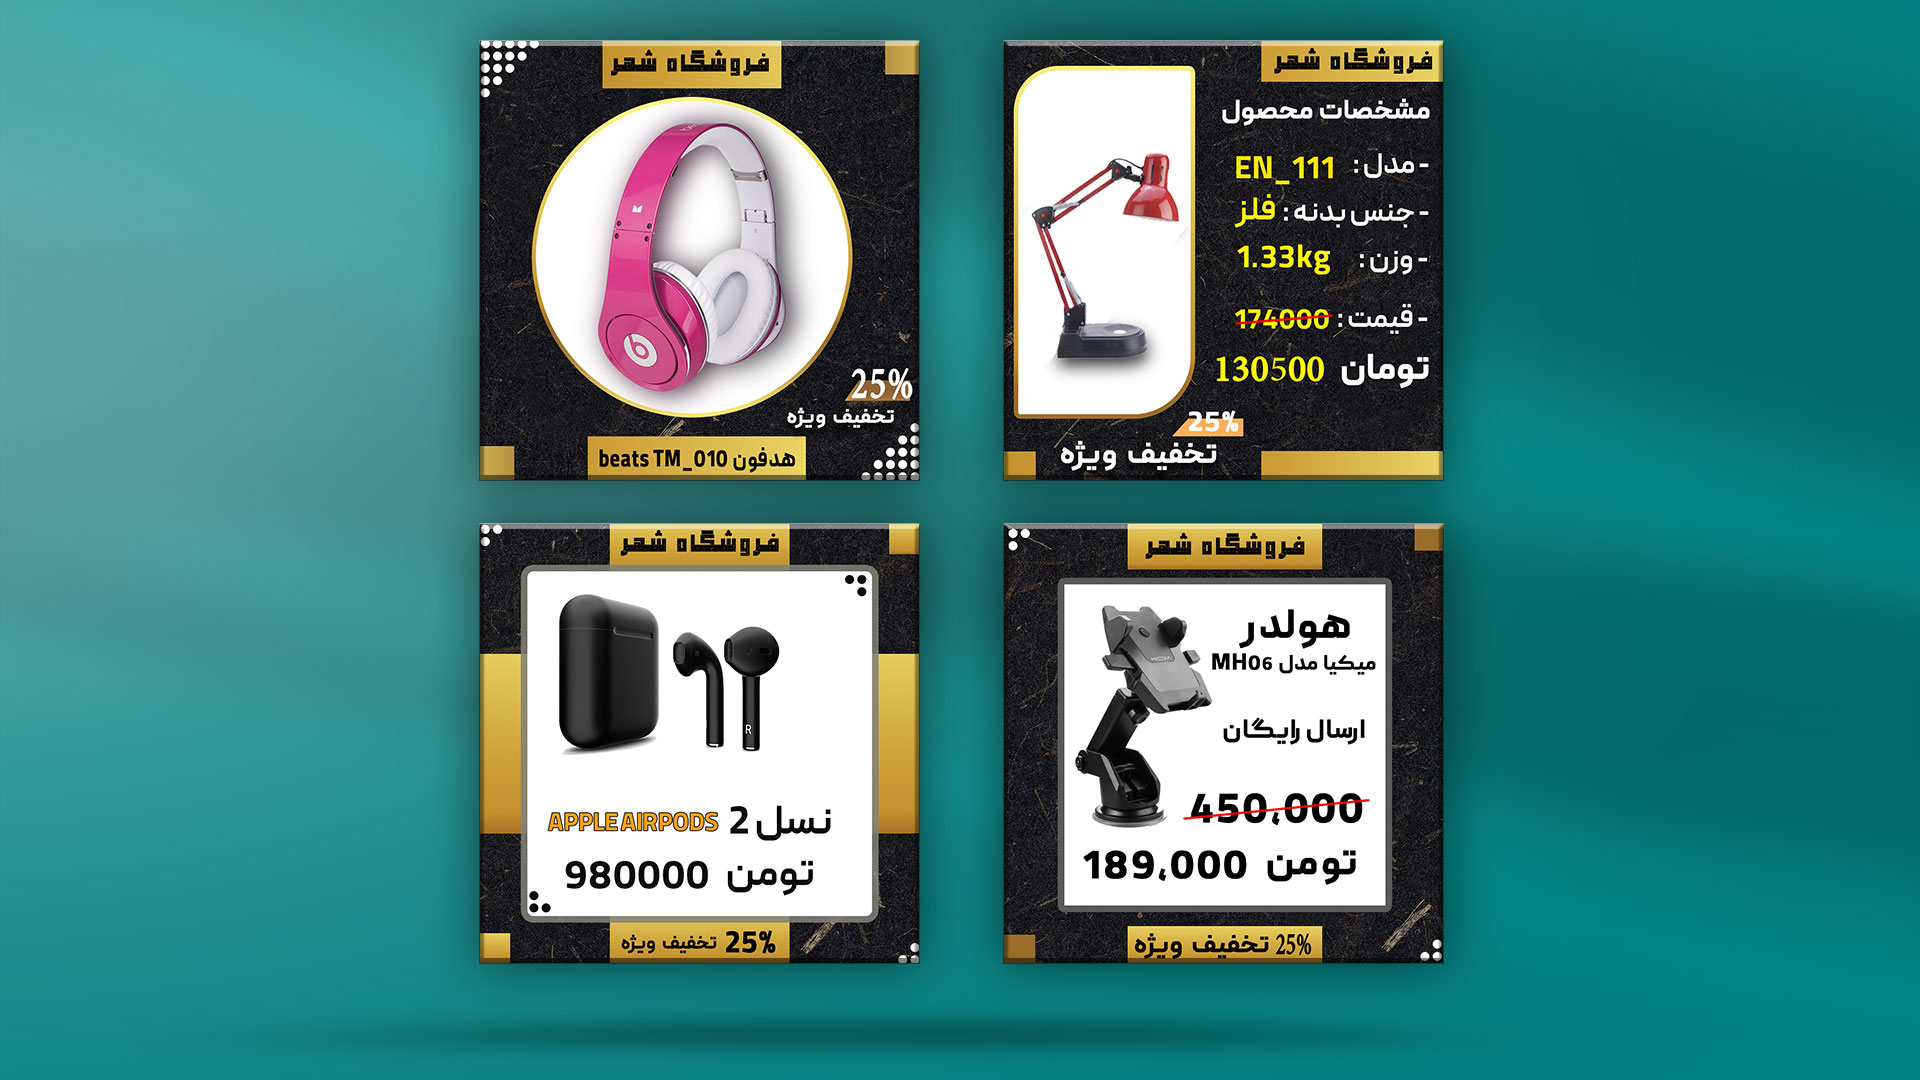 فروشگاه شهر
25%
تخفیف ویژه
هدفون beats TM_010
فروشگاه شهر
مشخصات محصول
- مدل : EN_111
- جنس بدنه : فلز
- وزن : 1.33kg
- قیمت : 174000
تومان 130500
25%
تخفیف ویژه
فروشگاه شهر
R
نسل 2 APPLE AIRPODS
تومن 980000
25% تخفیف ویژه
فروشگاه شهر
هولدر
میکیا مدل MH06
ارسال رایگان
450,000
تومن 189,000
25% تخفیف ویژه